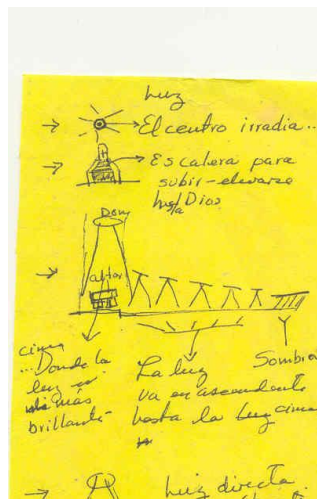 Luz
El centro irradia...
Escalera para
subir - elevarse
hasta Dios
Dom
altar
cima
... Donde la
luz es
más
brillante -
La luz
va en ascendente
hasta la luz cima
Sombra
Luz directa